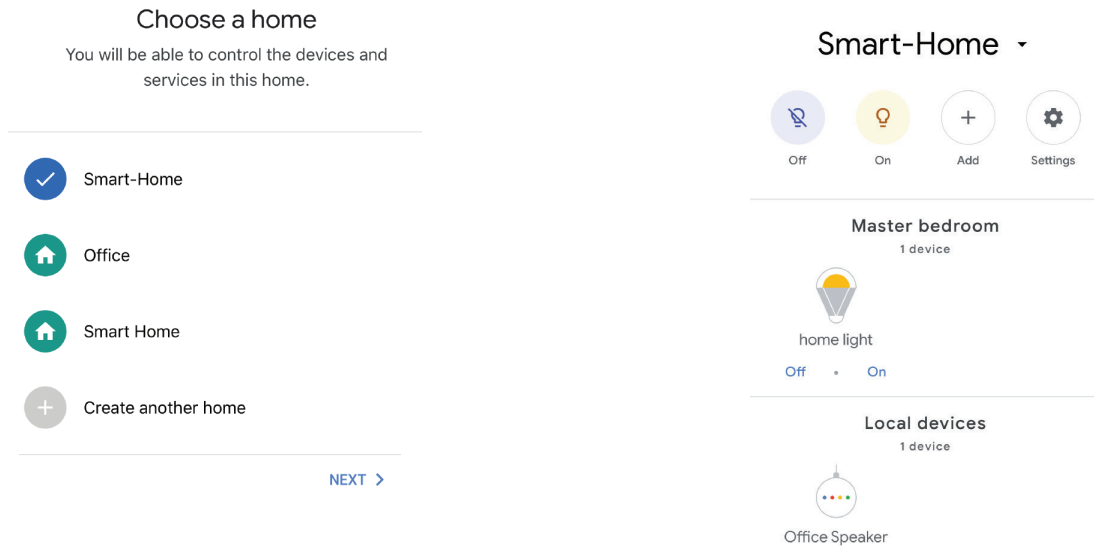 Choose a home
You will be able to control the devices and
services in this home.
Smart-Home
Office
Smart Home
Create another home
NEXT
Smart-Home
Off
On
Add
Settings
Master bedroom
1 device
home light
Off • On
Local devices
1 device
Office Speaker